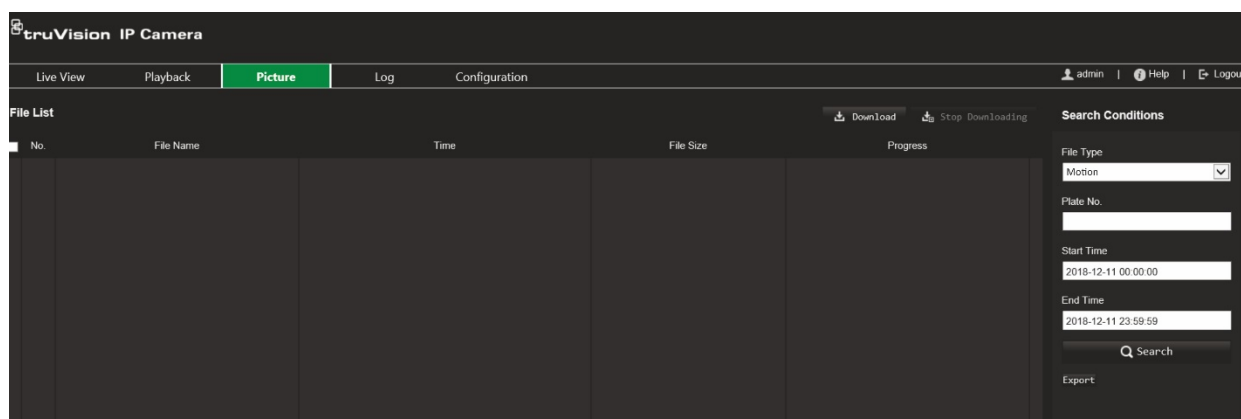 truVision IP Camera
Live View Playback Picture Log Configuration admin | Help | Logou
File List Download Stop Downloading
No. File Name Time File Size Progress
Search Conditions
File Type
Motion
Plate No.
Start Time
2018-12-11 00:00:00
End Time
2018-12-11 23:59:59
Search
Export